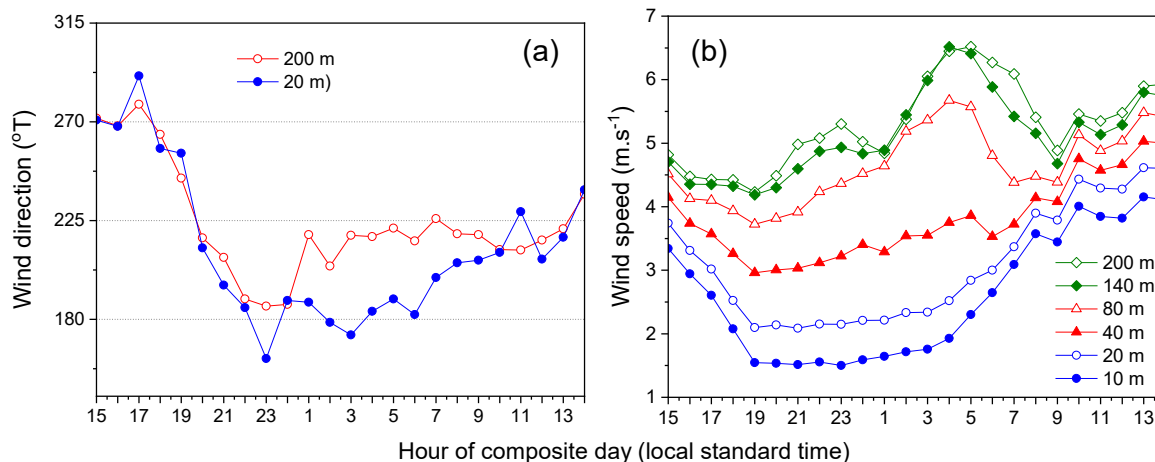 (a)
200 m
20 m)
Wind direction (°T)
315
270
225
180
15 17 19 21 23 1 3 5 7 9 11 13
(b)
Wind speed (m.s⁻¹)
7
6
5
4
3
2
1
200 m
140 m
80 m
40 m
20 m
10 m
15 17 19 21 23 1 3 5 7 9 11 13
Hour of composite day (local standard time)